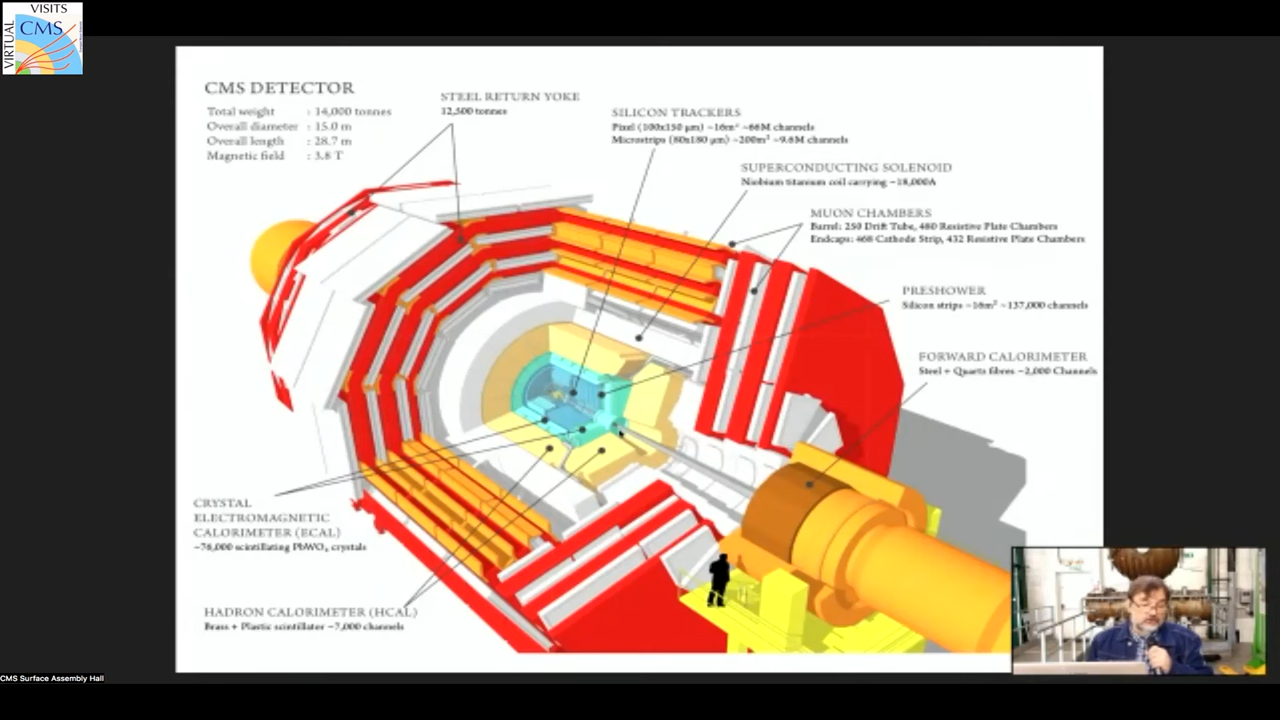 VISITS
VIRTUAL
CMS
CMS DETECTOR
Total weight : 14,000 tonnes
Overall diameter : 15.0 m
Overall length : 28.7 m
Magnetic field : 3.8 T
STEEL RETURN YOKE
12,500 tonnes
SILICON TRACKERS
Pixel (100x150 μm) ~16m² ~66M channels
Microstrips (80x180 μm) ~200m² ~9.6M channels
SUPERCONDUCTING SOLENOID
Niobium titanium coil carrying ~18,000A
MUON CHAMBERS
Barrel: 250 Drift Tube, 480 Resistive Plate Chambers
Endcaps: 468 Cathode Strip, 432 Resistive Plate Chambers
PRESHOWER
Silicon strips ~16m² ~137,000 channels
FORWARD CALORIMETER
Steel + Quartz fibres ~2,000 Channels
CRYSTAL
ELECTROMAGNETIC
CALORIMETER (ECAL)
~76,000 scintillating PbWO₄ crystals
HADRON CALORIMETER (HCAL)
Brass + Plastic scintillator ~7,000 channels
CMS Surface Assembly Hall